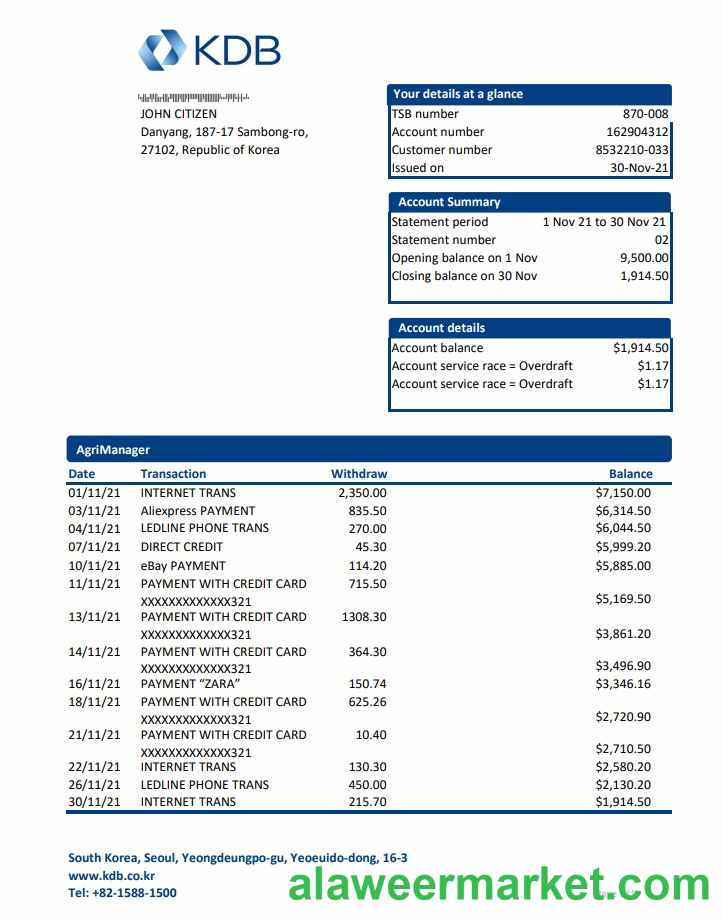 KDB
JOHN CITIZEN
Danyang, 187-17 Sambong-ro,
27102, Republic of Korea
Your details at a glance
TSB number 870-008
Account number 162904312
Customer number 8532210-033
Issued on 30-Nov-21
Account Summary
Statement period 1 Nov 21 to 30 Nov 21
Statement number 02
Opening balance on 1 Nov 9,500.00
Closing balance on 30 Nov 1,914.50
Account details
Account balance $1,914.50
Account service race = Overdraft $1.17
Account service race = Overdraft $1.17
AgriManager
Date Transaction Withdraw Balance
01/11/21 INTERNET TRANS 2,350.00 $7,150.00
03/11/21 Aliexpress PAYMENT 835.50 $6,314.50
04/11/21 LEDLINE PHONE TRANS 270.00 $6,044.50
07/11/21 DIRECT CREDIT 45.30 $5,999.20
10/11/21 eBay PAYMENT 114.20 $5,885.00
11/11/21 PAYMENT WITH CREDIT CARD 715.50
XXXXXXXXXXXXX321 $5,169.50
13/11/21 PAYMENT WITH CREDIT CARD 1308.30
XXXXXXXXXXXXX321 $3,861.20
14/11/21 PAYMENT WITH CREDIT CARD 364.30
XXXXXXXXXXXXX321 $3,496.90
16/11/21 PAYMENT “ZARA” 150.74 $3,346.16
18/11/21 PAYMENT WITH CREDIT CARD 625.26
XXXXXXXXXXXXX321 $2,720.90
21/11/21 PAYMENT WITH CREDIT CARD 10.40
XXXXXXXXXXXXX321 $2,710.50
22/11/21 INTERNET TRANS 130.30 $2,580.20
26/11/21 LEDLINE PHONE TRANS 450.00 $2,130.20
30/11/21 INTERNET TRANS 215.70 $1,914.50
South Korea, Seoul, Yeongdeungpo-gu, Yeoeuido-dong, 16-3
www.kdb.co.kr
Tel: +82-1588-1500
alaweermarket.com